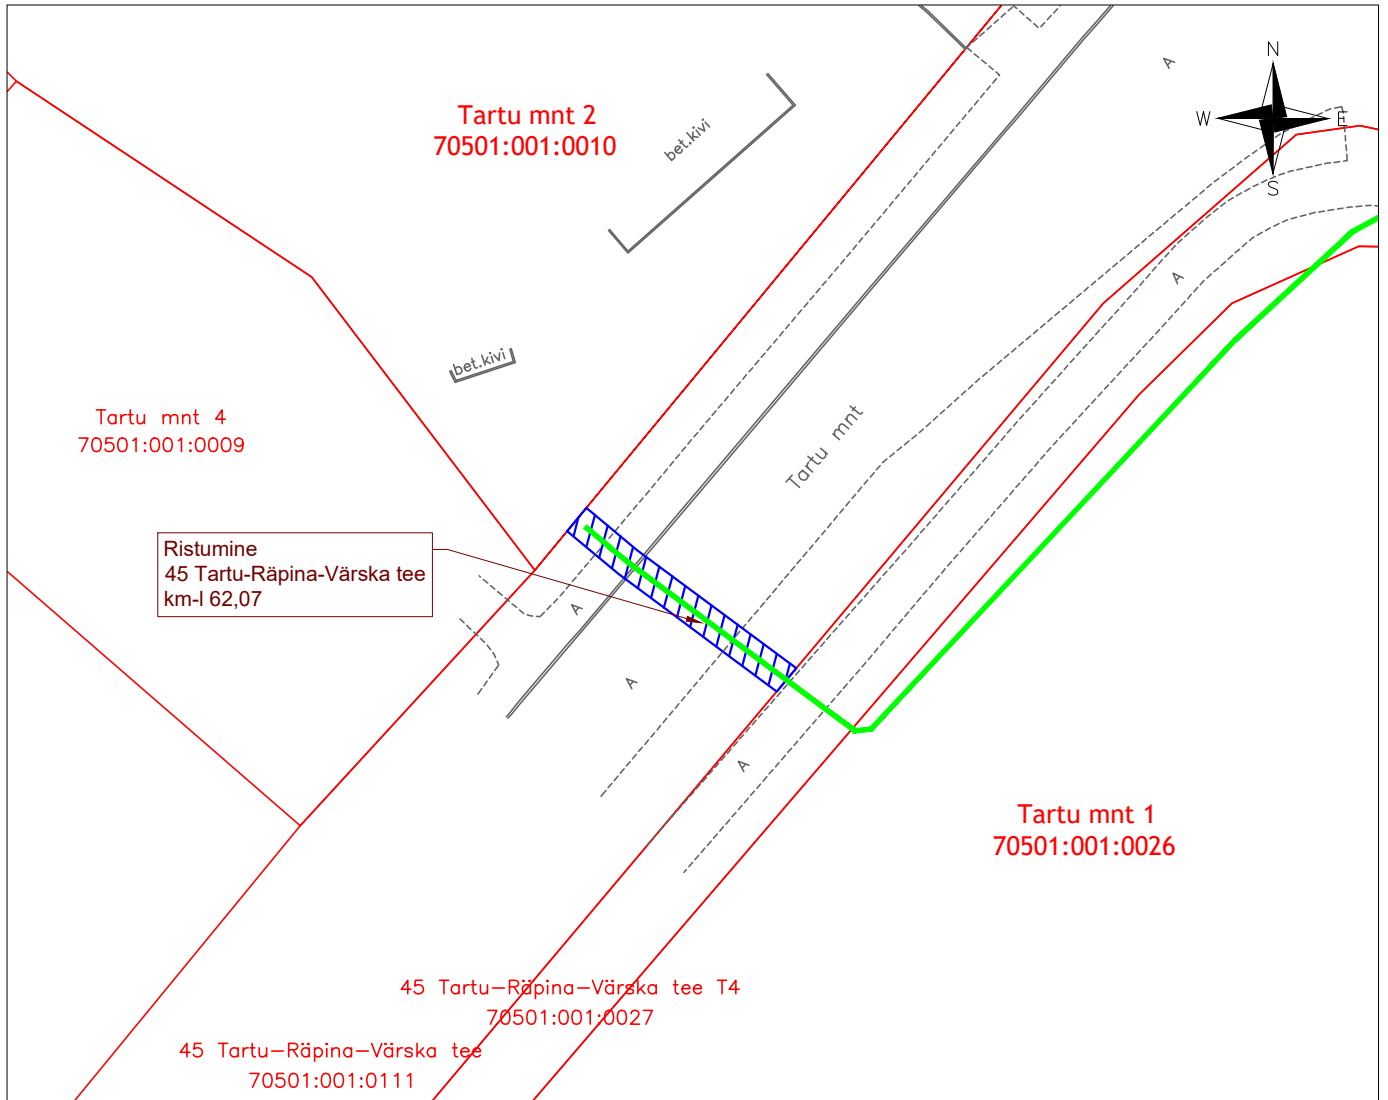 A
N
W
E
S
Tartu mnt 2
70501:001:0010
bet.kivi
A
bet.kivi
Tartu mnt 4
70501:001:0009
Tartu mnt
Ristumine
45 Tartu-Räpina-Värska tee
km-l 62,07
A
A
A
Tartu mnt 1
70501:001:0026
45 Tartu-Räpina-Värska tee T4
70501:001:0027
45 Tartu-Räpina-Värska tee
70501:001:0111